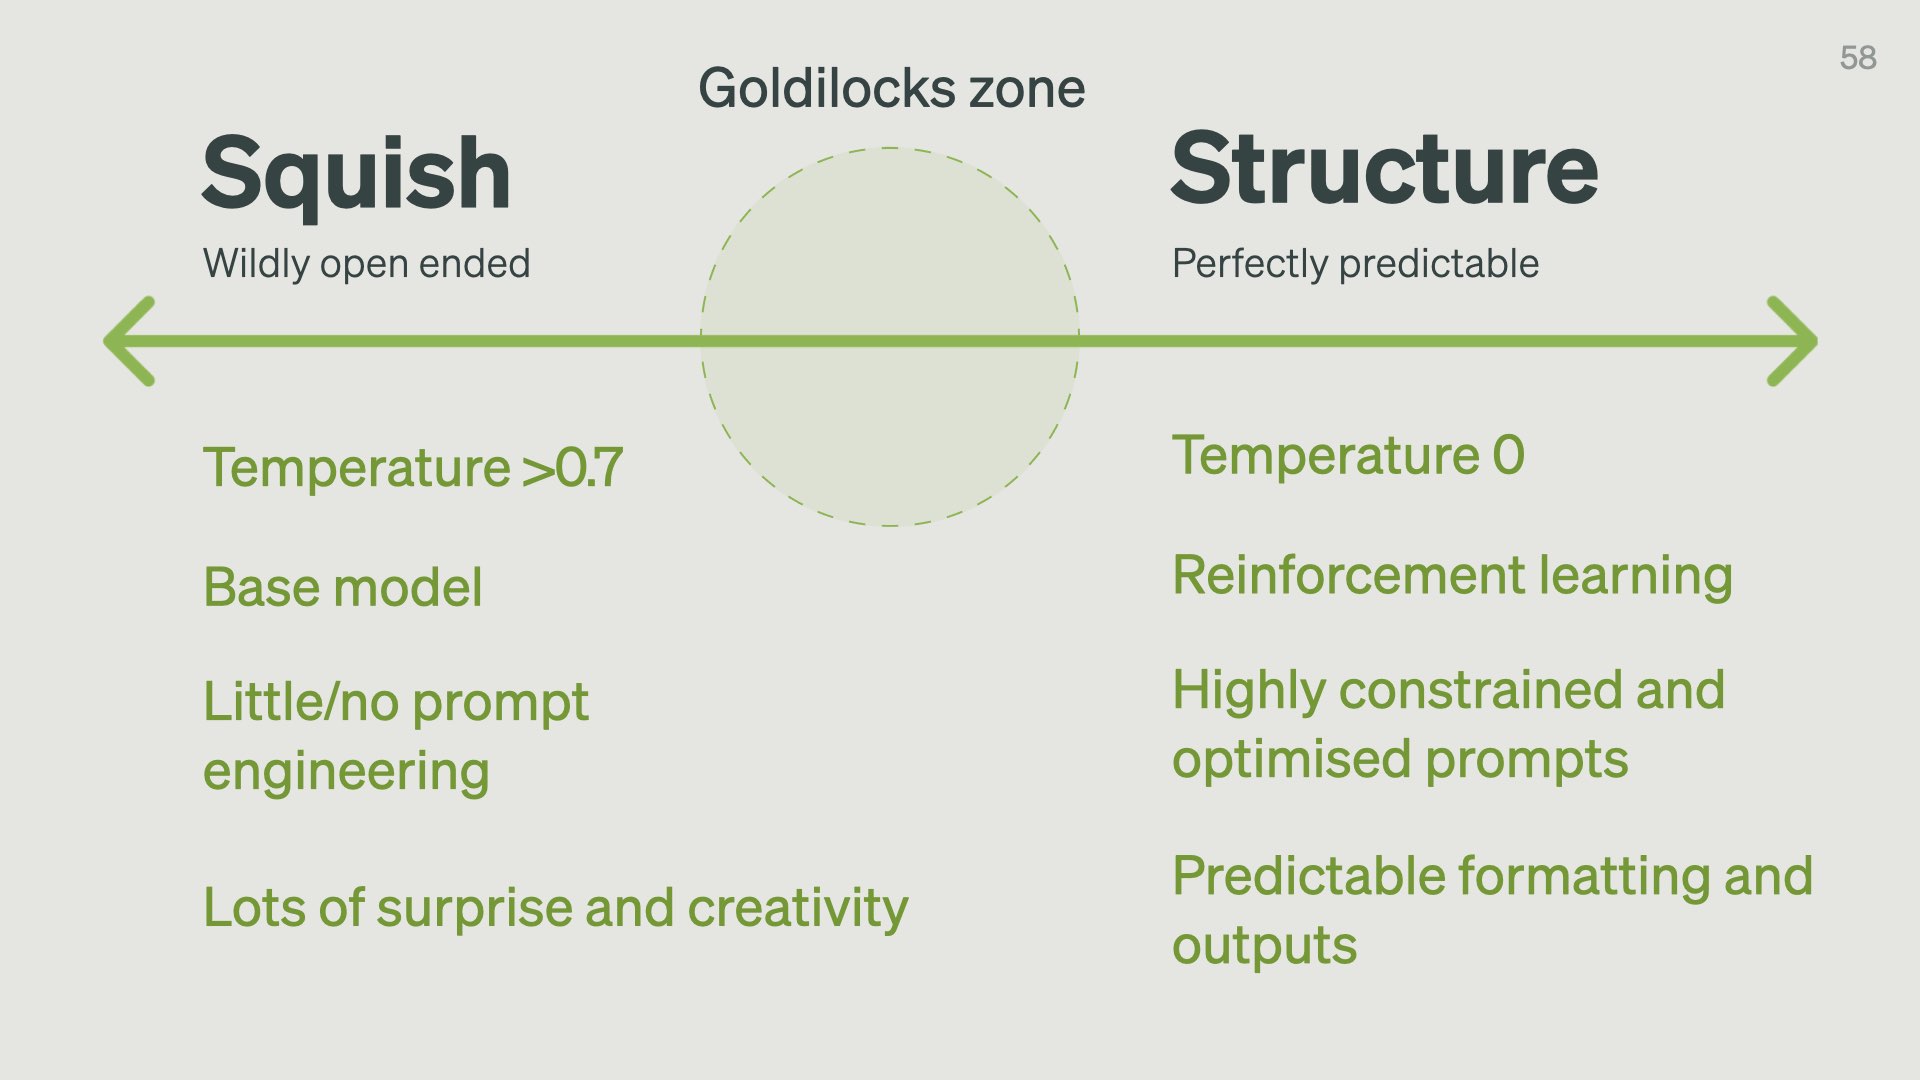 58
Goldilocks zone
Squish
Wildly open ended
Structure
Perfectly predictable
Temperature >0.7
Base model
Little/no prompt
engineering
Lots of surprise and creativity
Temperature 0
Reinforcement learning
Highly constrained and
optimised prompts
Predictable formatting and
outputs